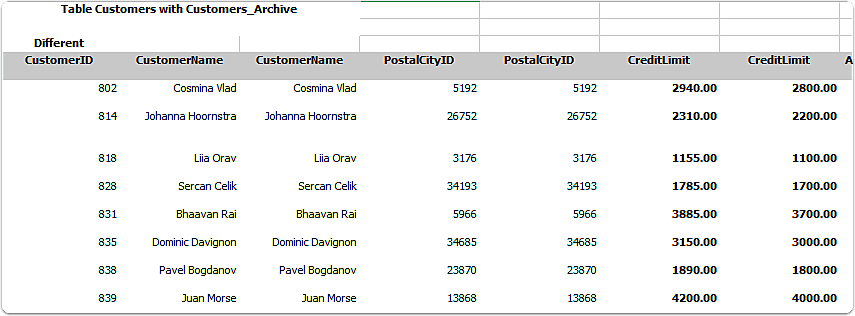 Table Customers with Customers_Archive
Different
CustomerID CustomerName CustomerName PostalCityID PostalCityID CreditLimit CreditLimit A
802 Cosmina Vlad Cosmina Vlad 5192 5192 2940.00 2800.00
814 Johanna Hoornstra Johanna Hoornstra 26752 26752 2310.00 2200.00
818 Liia Orav Liia Orav 3176 3176 1155.00 1100.00
828 Sercan Celik Sercan Celik 34193 34193 1785.00 1700.00
831 Bhaavan Rai Bhaavan Rai 5966 5966 3885.00 3700.00
835 Dominic Davignon Dominic Davignon 34685 34685 3150.00 3000.00
838 Pavel Bogdanov Pavel Bogdanov 23870 23870 1890.00 1800.00
839 Juan Morse Juan Morse 13868 13868 4200.00 4000.00